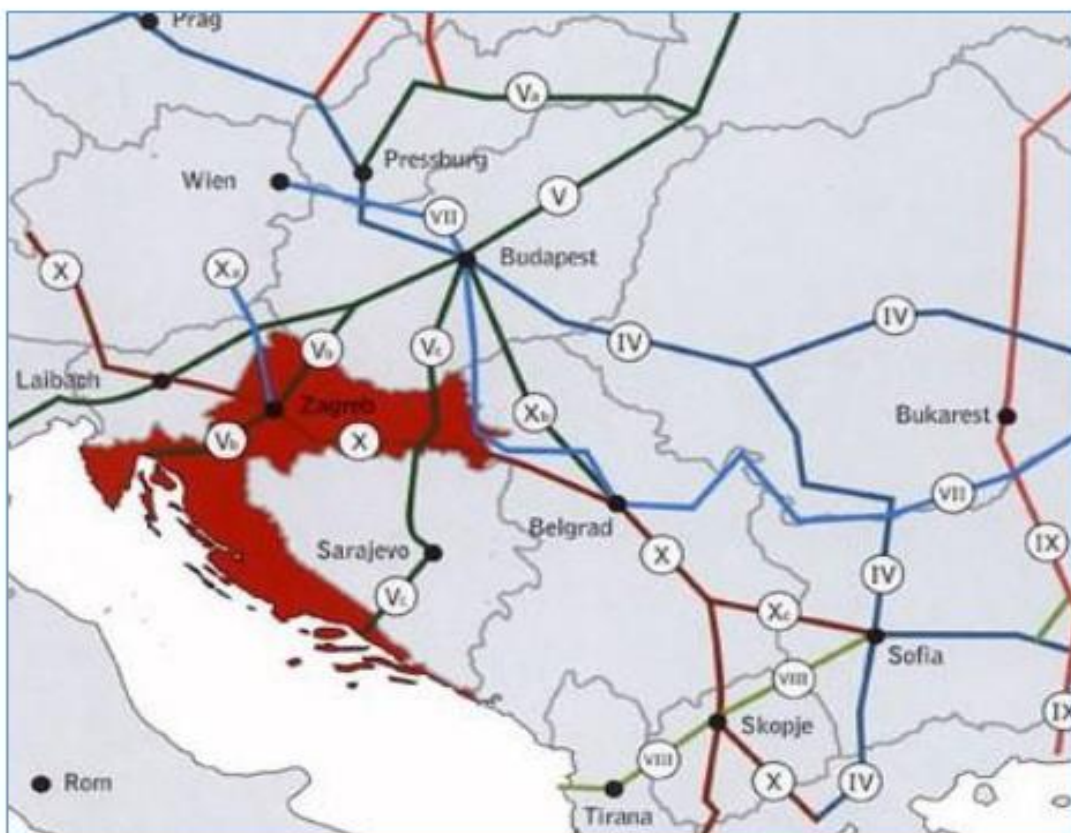 Prag
Va
Pressburg
Wien
V
VII
Budapest
X
Xa
IV
IV
Vb
Vc
Laibach
Zagreb
Xb
Bukarest
Vb
X
VII
Belgrad
Sarajevo
X
IX
IV
Vc
Xc
Sofia
VIII
IX
Skopje
VIII
X
IV
Rom
Tirana